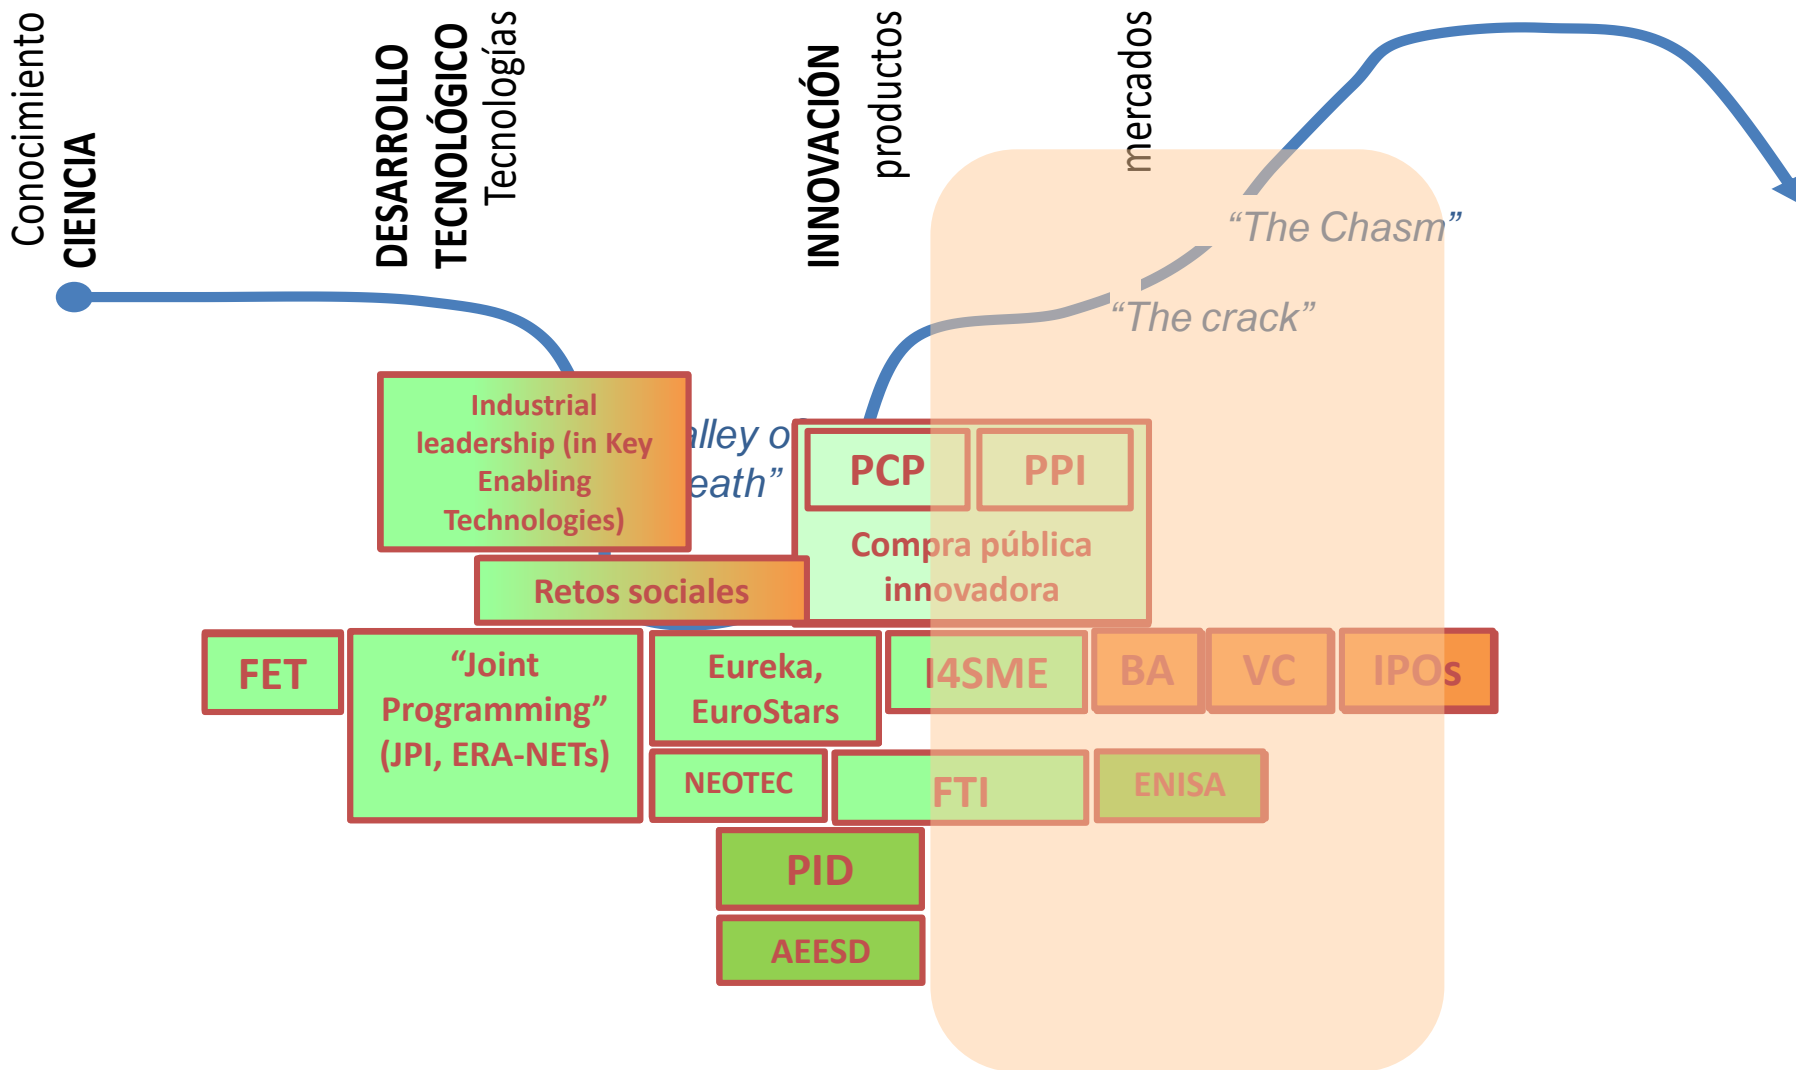 Conocimiento
CIENCIA
DESARROLLO
TECNOLÓGICO
Tecnologías
INNOVACIÓN
productos
mercados
“The Chasm”
“The crack”
Industrial
leadership (in Key
Enabling
Technologies)
alley o
eath”
PCP
PPI
Compra pública
innovadora
Retos sociales
FET
“Joint
Programming”
(JPI, ERA-NETs)
Eureka,
EuroStars
I4SME
BA
VC
IPOs
NEOTEC
FTI
ENISA
PID
AEESD